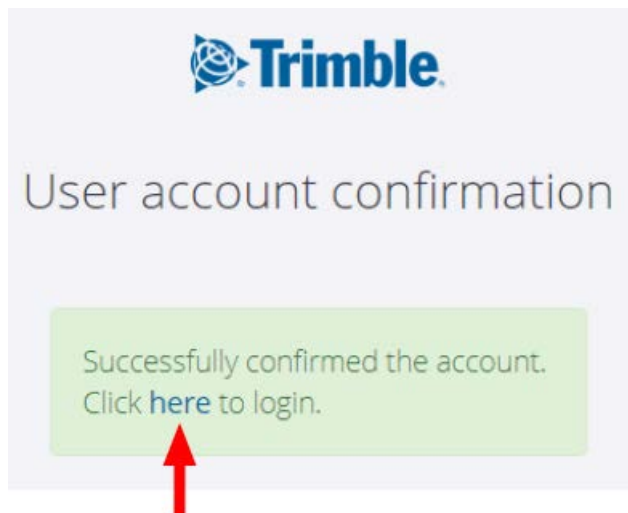 Trimble
User account confirmation
Successfully confirmed the account.
Click here to login.